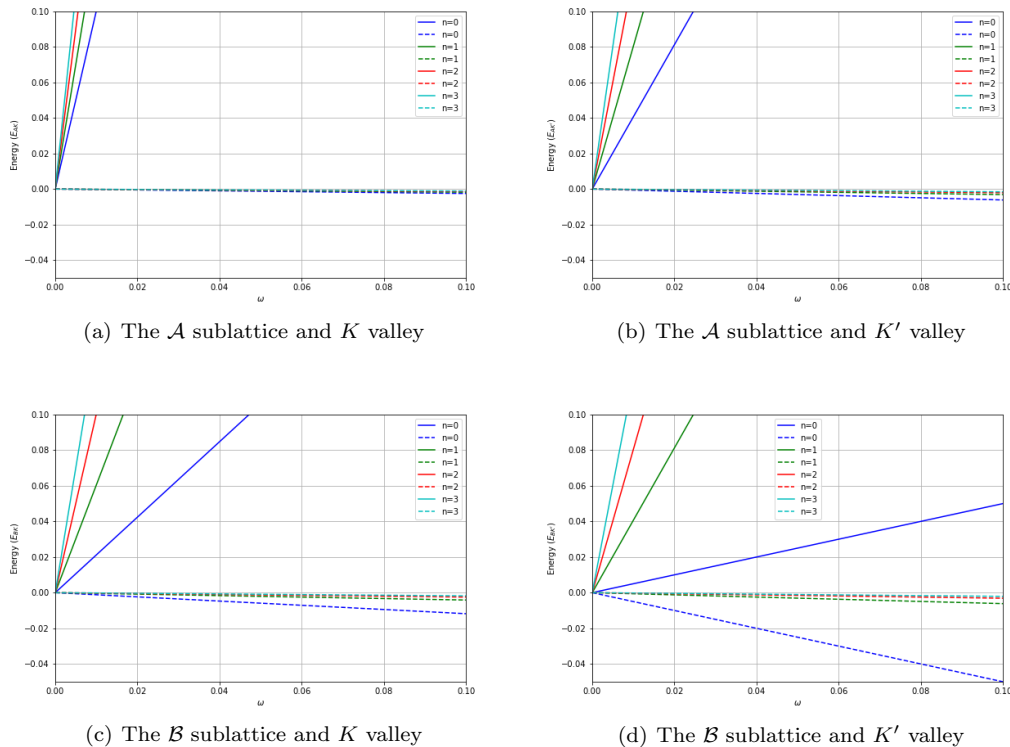 0.10
0.08
0.06
0.04
0.02
0.00
−0.02
−0.04
Energy (E_AK)
0.00 0.02 0.04 0.06 0.08 0.10
ω
n=0
n=0
n=1
n=1
n=2
n=2
n=3
n=3
(a) The 𝒜 sublattice and K valley
0.10
0.08
0.06
0.04
0.02
0.00
−0.02
−0.04
Energy (E_AK')
0.00 0.02 0.04 0.06 0.08 0.10
ω
n=0
n=0
n=1
n=1
n=2
n=2
n=3
n=3
(b) The 𝒜 sublattice and K′ valley
0.10
0.08
0.06
0.04
0.02
0.00
−0.02
−0.04
Energy (E_BK)
0.00 0.02 0.04 0.06 0.08 0.10
ω
n=0
n=0
n=1
n=1
n=2
n=2
n=3
n=3
(c) The ℬ sublattice and K valley
0.10
0.08
0.06
0.04
0.02
0.00
−0.02
−0.04
Energy (E_BK')
0.00 0.02 0.04 0.06 0.08 0.10
ω
n=0
n=0
n=1
n=1
n=2
n=2
n=3
n=3
(d) The ℬ sublattice and K′ valley